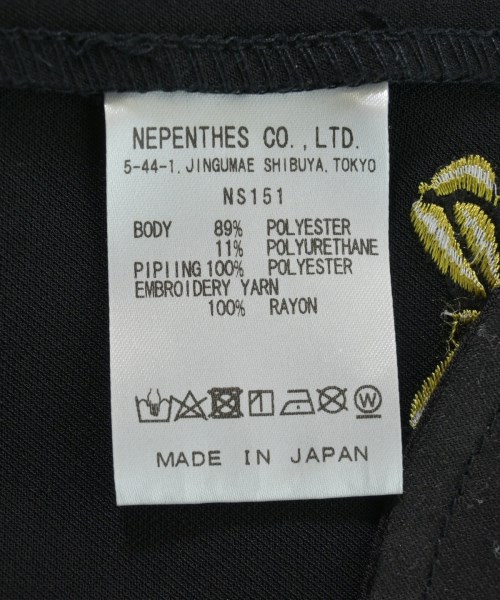 NEPENTHES CO.,LTD.
5-44-1, JINGUMAE SHIBUYA, TOKYO
NS151
BODY 89% POLYESTER
11% POLYURETHANE
PIPIING 100% POLYESTER
EMBROIDERY YARN
100% RAYON
W
MADE IN JAPAN